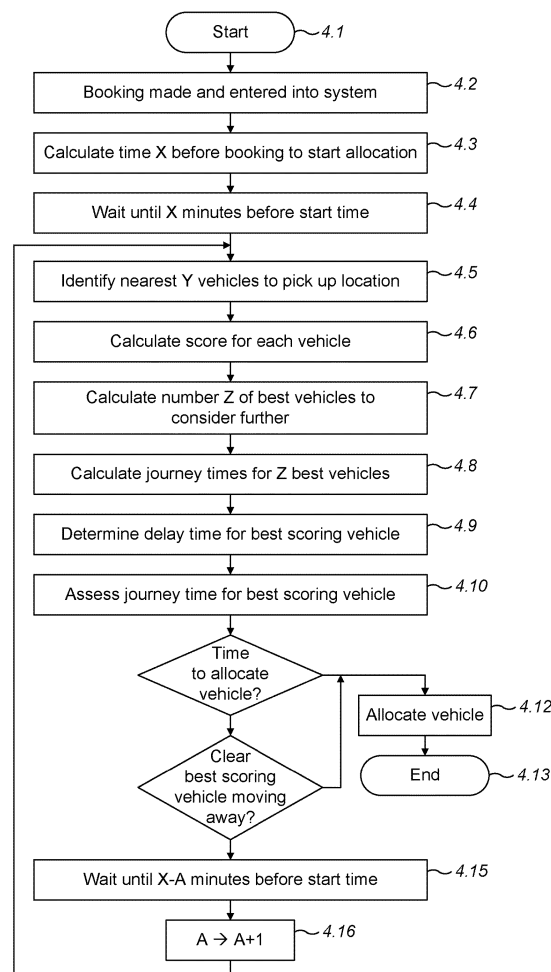 Start
4.1
Booking made and entered into system
4.2
Calculate time X before booking to start allocation
4.3
Wait until X minutes before start time
4.4
Identify nearest Y vehicles to pick up location
4.5
Calculate score for each vehicle
4.6
Calculate number Z of best vehicles to
consider further
4.7
Calculate journey times for Z best vehicles
4.8
Determine delay time for best scoring vehicle
4.9
Assess journey time for best scoring vehicle
4.10
Time
to allocate
vehicle?
Allocate vehicle
4.12
End
4.13
Clear
best scoring
vehicle moving
away?
Wait until X-A minutes before start time
4.15
A → A+1
4.16